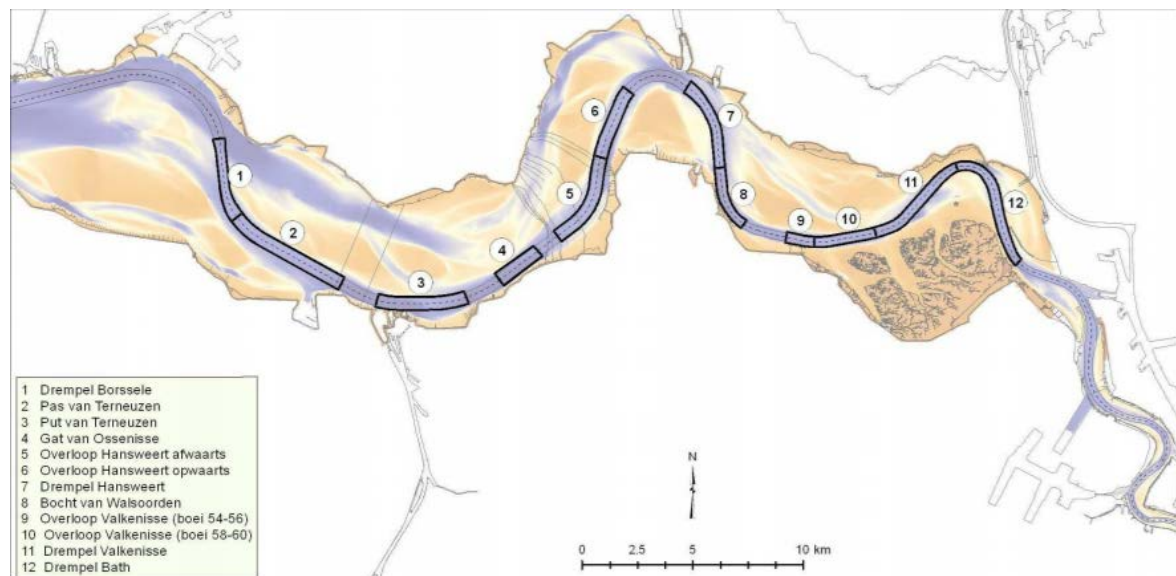 1
2
3
4
5
6
7
8
9
10
11
12
1 Drempel Borssele
2 Pas van Terneuzen
3 Put van Terneuzen
4 Gat van Ossenisse
5 Overloop Hansweert afwaarts
6 Overloop Hansweert opwaarts
7 Drempel Hansweert
8 Bocht van Walsoorden
9 Overloop Valkenisse (boei 54-56)
10 Overloop Valkenisse (boei 58-60)
11 Drempel Valkenisse
12 Drempel Bath
N
0 2.5 5 10 km